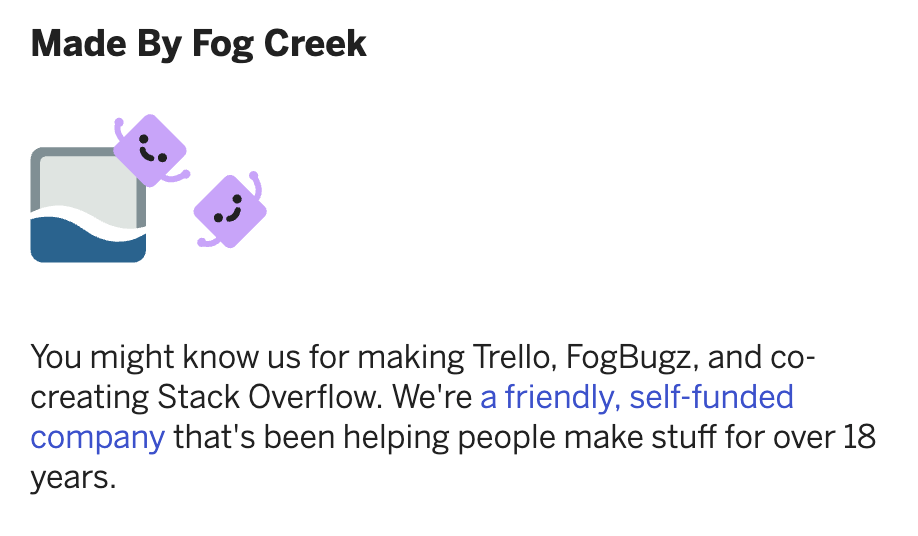 Made By Fog Creek
You might know us for making Trello, FogBugz, and co-
creating Stack Overflow. We're a friendly, self-funded
company that's been helping people make stuff for over 18
years.